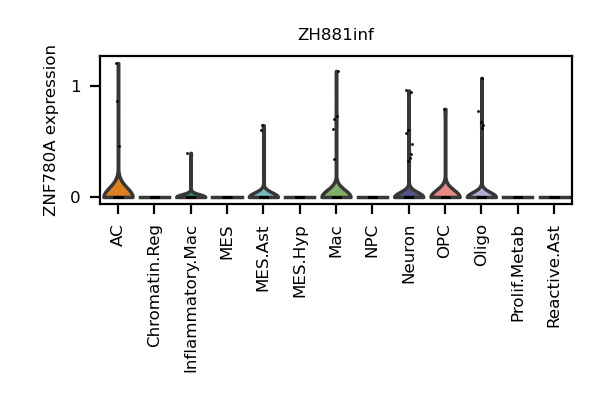 ZH881inf
ZNF780A expression
1
0
AC
Chromatin.Reg
Inflammatory.Mac
MES
MES.Ast
MES.Hyp
Mac
NPC
Neuron
OPC
Oligo
Prolif.Metab
Reactive.Ast